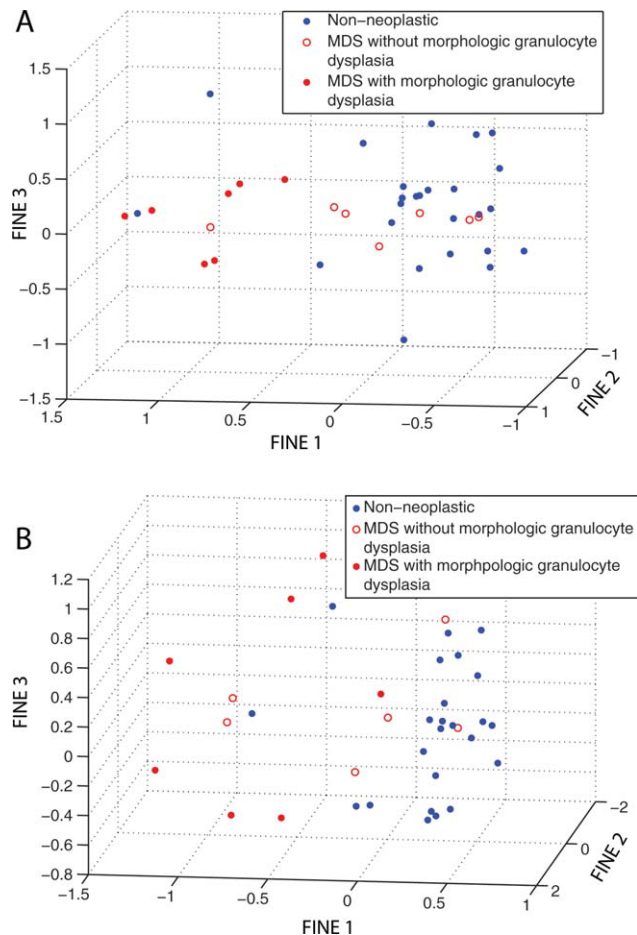 A
Non−neoplastic
MDS without morphologic granulocyte
dysplasia
MDS with morphologic granulocyte
dysplasia
1.5
1
0.5
0
−0.5
−1
−1.5
FINE 3
1.5
1
0.5
0
−0.5
−1
FINE 1
−1
0
1
FINE 2
B
Non−neoplastic
MDS without morphologic granulocyte
dysplasia
MDS with morphpologic granulocyte
dysplasia
1.2
1
0.8
0.6
0.4
0.2
0
−0.2
−0.4
−0.6
−0.8
FINE 3
−1.5
−1
−0.5
0
0.5
1
FINE 1
−2
0
2
FINE 2